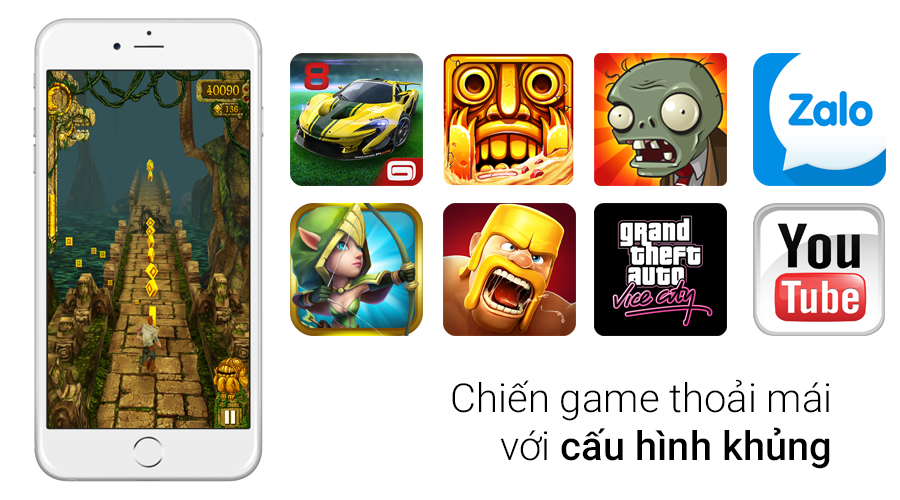 40090
136
8
Zalo
grand
theft
auto
Vice City
You
Tube
Chiến game thoải mái
với cấu hình khủng